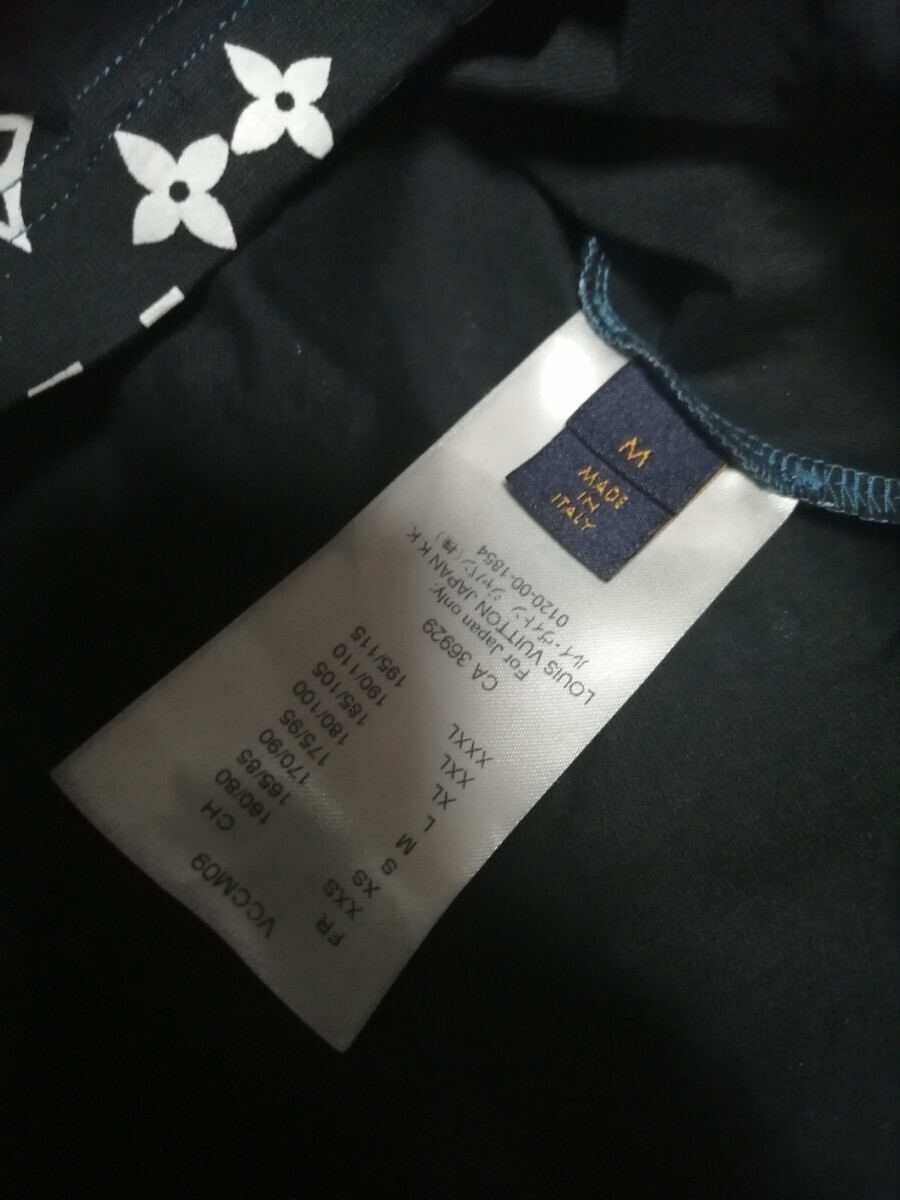 M
MADE
IN
ITALY
VCCM09
FR CH
XXS 160/80
XS 165/85
S 170/90
M 175/95
L 180/100
XL 185/105
XXL 190/110
XXXL 195/115
CA 36929
For Japan only:
LOUIS VUITTON JAPAN K.K.
ルイ・ヴィトン ジャパン(株)
0120-00-1854